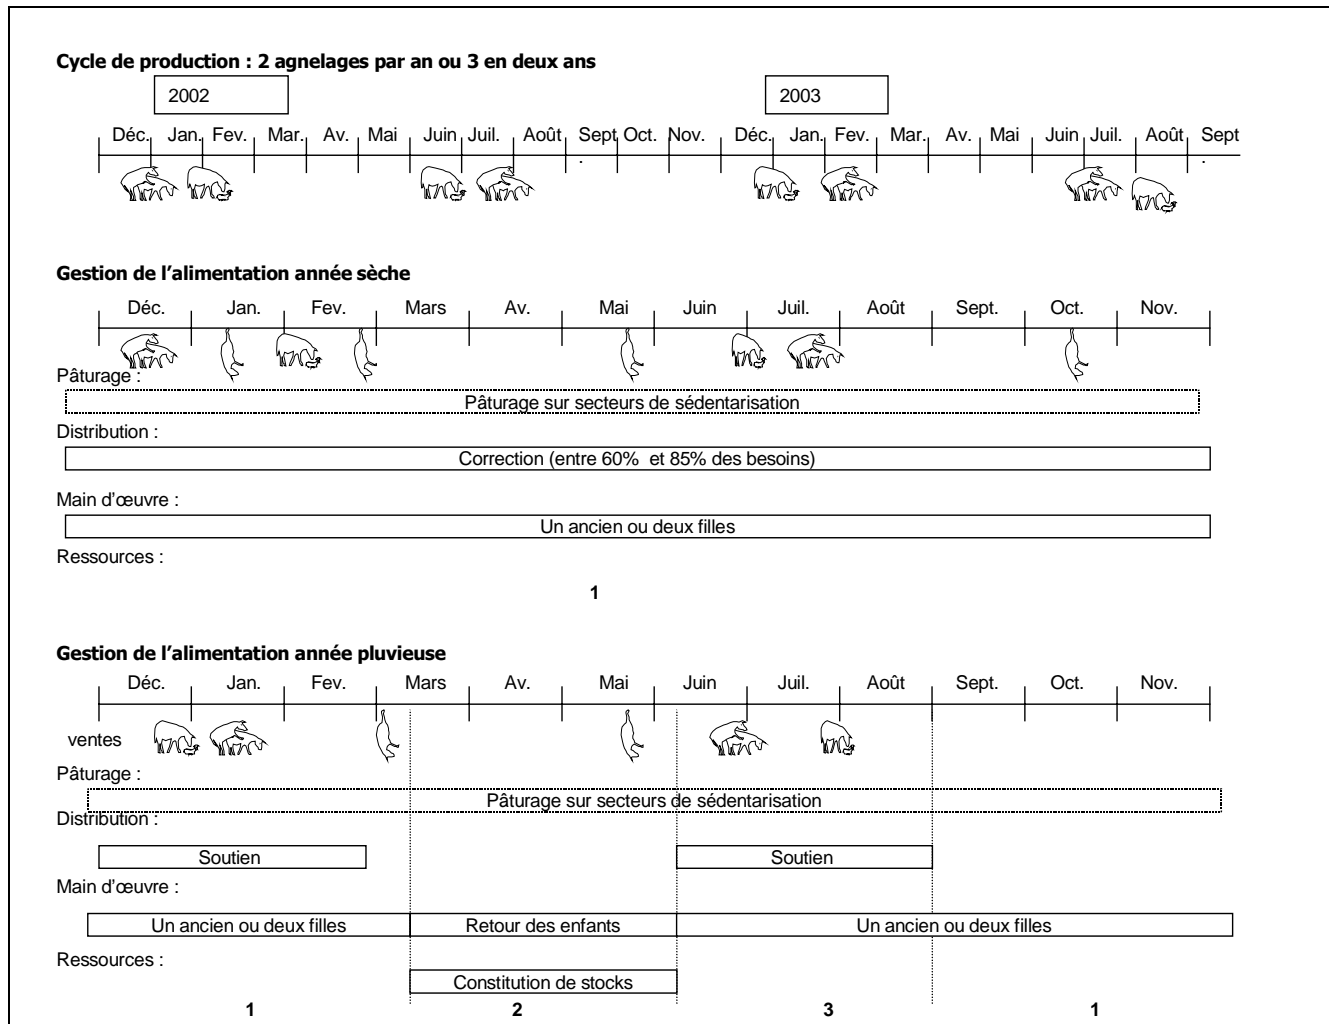 Cycle de production : 2 agnelages par an ou 3 en deux ans
2002 2003
Déc. Jan. Fev. Mar. Av. Mai Juin Juil. Août Sept. Oct. Nov. Déc. Jan. Fev. Mar. Av. Mai Juin Juil. Août Sept.
Gestion de l'alimentation année sèche
Déc. Jan. Fev. Mars Av. Mai Juin Juil. Août Sept. Oct. Nov.
Pâturage :
Pâturage sur secteurs de sédentarisation
Distribution :
Correction (entre 60% et 85% des besoins)
Main d'œuvre :
Un ancien ou deux filles
Ressources :
1
Gestion de l'alimentation année pluvieuse
Déc. Jan. Fev. Mars Av. Mai Juin Juil. Août Sept. Oct. Nov.
ventes
Pâturage :
Pâturage sur secteurs de sédentarisation
Distribution :
Soutien Soutien
Main d'œuvre :
Un ancien ou deux filles Retour des enfants Un ancien ou deux filles
Ressources :
Constitution de stocks
1 2 3 1